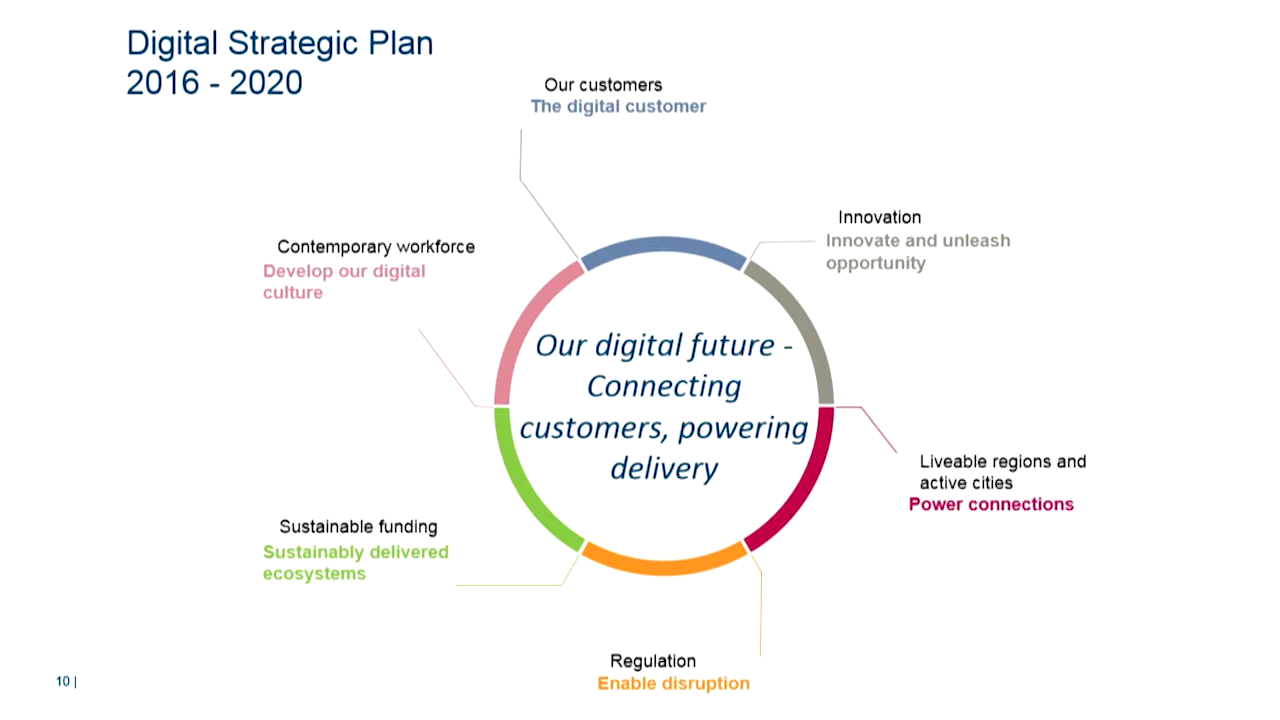 Digital Strategic Plan
2016 - 2020
Our customers
The digital customer
Innovation
Innovate and unleash
opportunity
Contemporary workforce
Develop our digital
culture
Our digital future -
Connecting
customers, powering
delivery
Liveable regions and
active cities
Power connections
Sustainable funding
Sustainably delivered
ecosystems
Regulation
Enable disruption
10 |